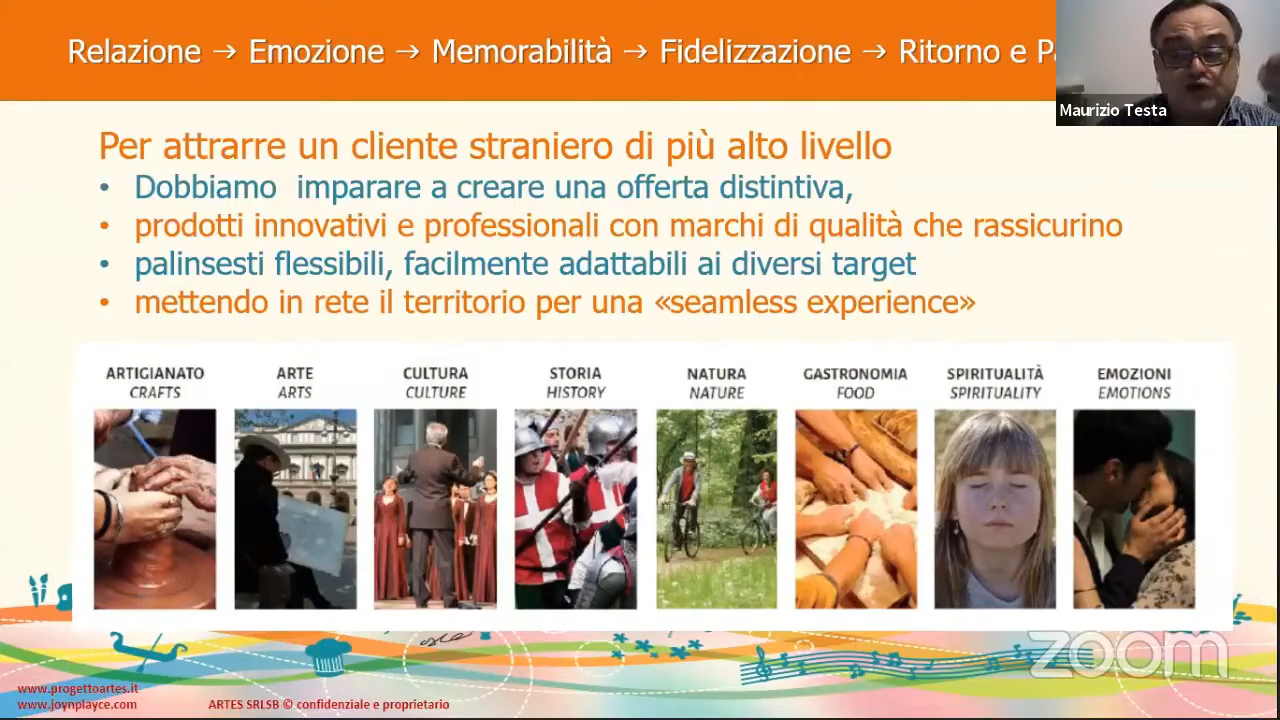 Relazione → Emozione → Memorabilità → Fidelizzazione → Ritorno e
Maurizio Testa
Per attrarre un cliente straniero di più alto livello
• Dobbiamo imparare a creare una offerta distintiva,
• prodotti innovativi e professionali con marchi di qualità che rassicurino
• palinsesti flessibili, facilmente adattabili ai diversi target
• mettendo in rete il territorio per una «seamless experience»
ARTIGIANATO ARTE CULTURA STORIA NATURA GASTRONOMIA SPIRITUALITÀ EMOZIONI
CRAFTS ARTS CULTURE HISTORY NATURE FOOD SPIRITUALITY EMOTIONS
zoom
www.progettoartes.it
www.joynplayce.com ARTES SRLSB © confidenziale e proprietario